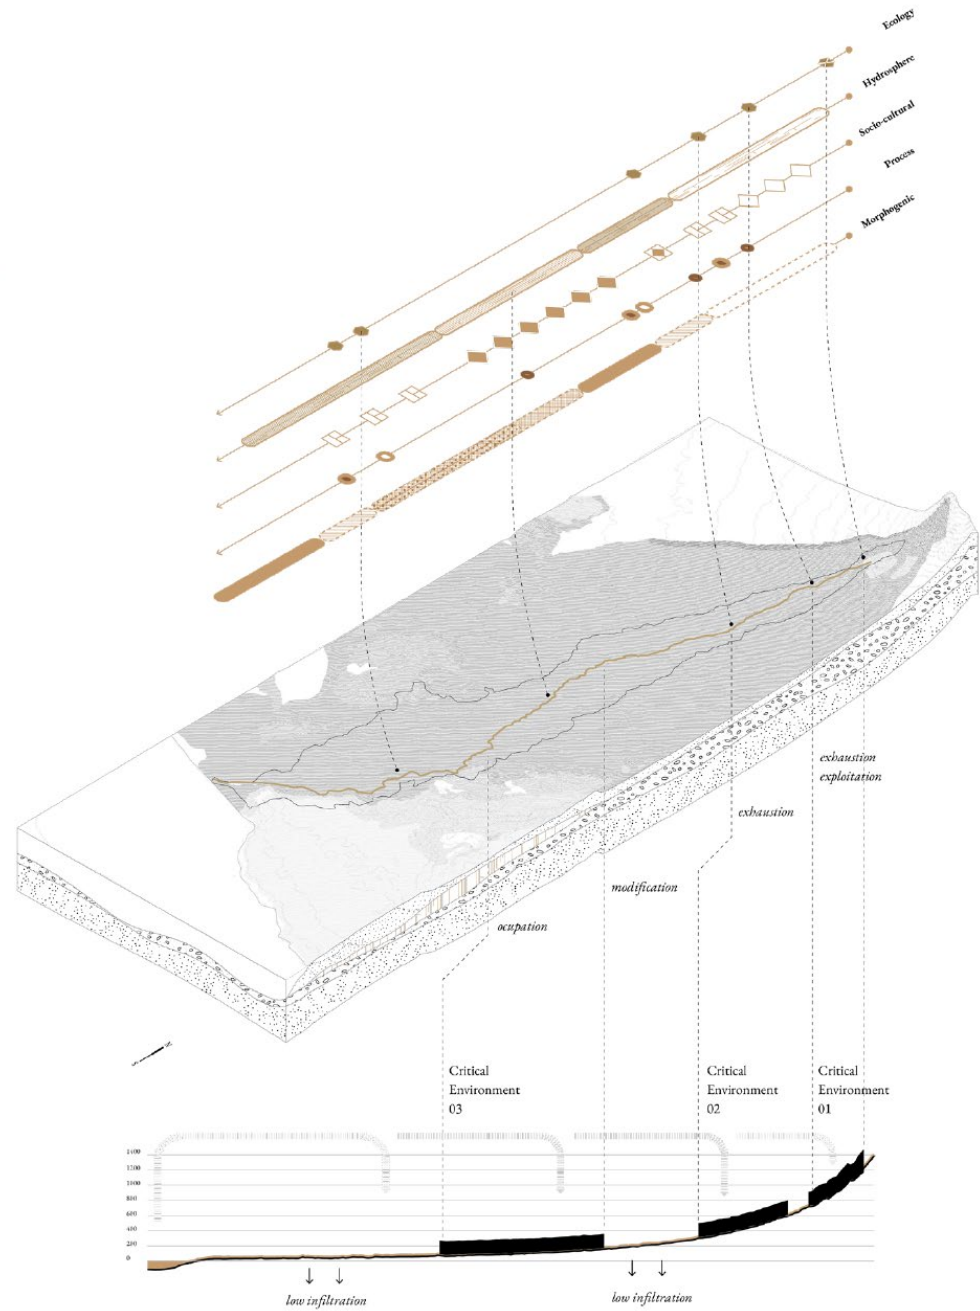 Ecology
Hydrosphere
Socio-cultural
Process
Morphogenic
exhaustion
exploitation
exhaustion
modification
ocupation
Critical
Environment
03
Critical
Environment
02
Critical
Environment
01
1400
1200
1000
800
600
400
200
0
low infiltration
low infiltration